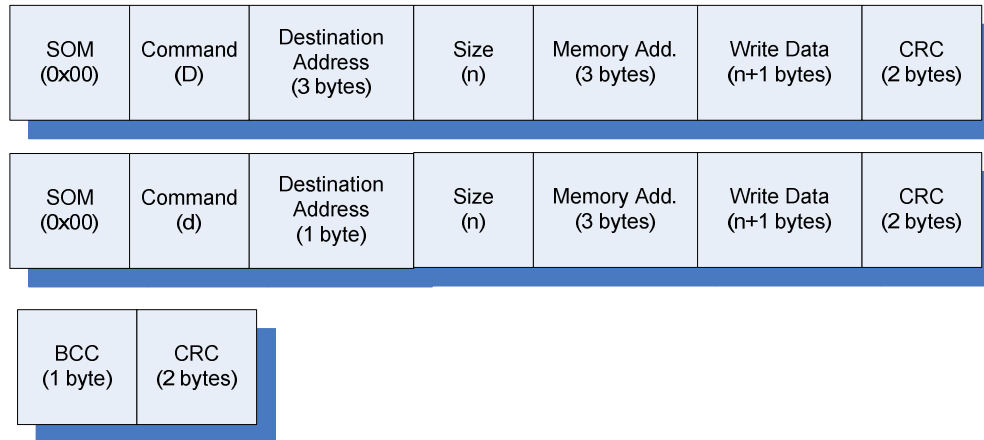 SOM
(0x00)
Command
(D)
Destination
Address
(3 bytes)
Size
(n)
Memory Add.
(3 bytes)
Write Data
(n+1 bytes)
CRC
(2 bytes)
SOM
(0x00)
Command
(d)
Destination
Address
(1 byte)
Size
(n)
Memory Add.
(3 bytes)
Write Data
(n+1 bytes)
CRC
(2 bytes)
BCC
(1 byte)
CRC
(2 bytes)